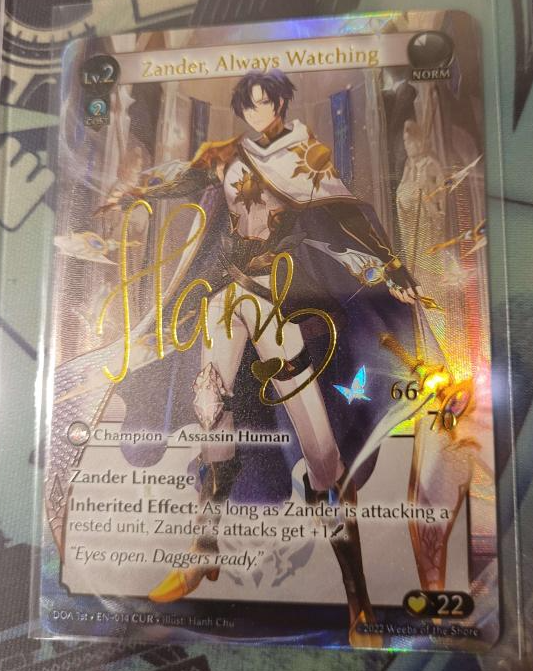 Lv.2
Zander, Always Watching
NORM
2
COST
Hanh
66
70
Champion – Assassin Human
Zander Lineage
Inherited Effect: As long as Zander is attacking a
rested unit, Zander's attacks get +1
"Eyes open. Daggers ready."
22
DOA 1st • EN-014 CUR • Illust: Hanh Chu
©2022 Weebs of the Shore